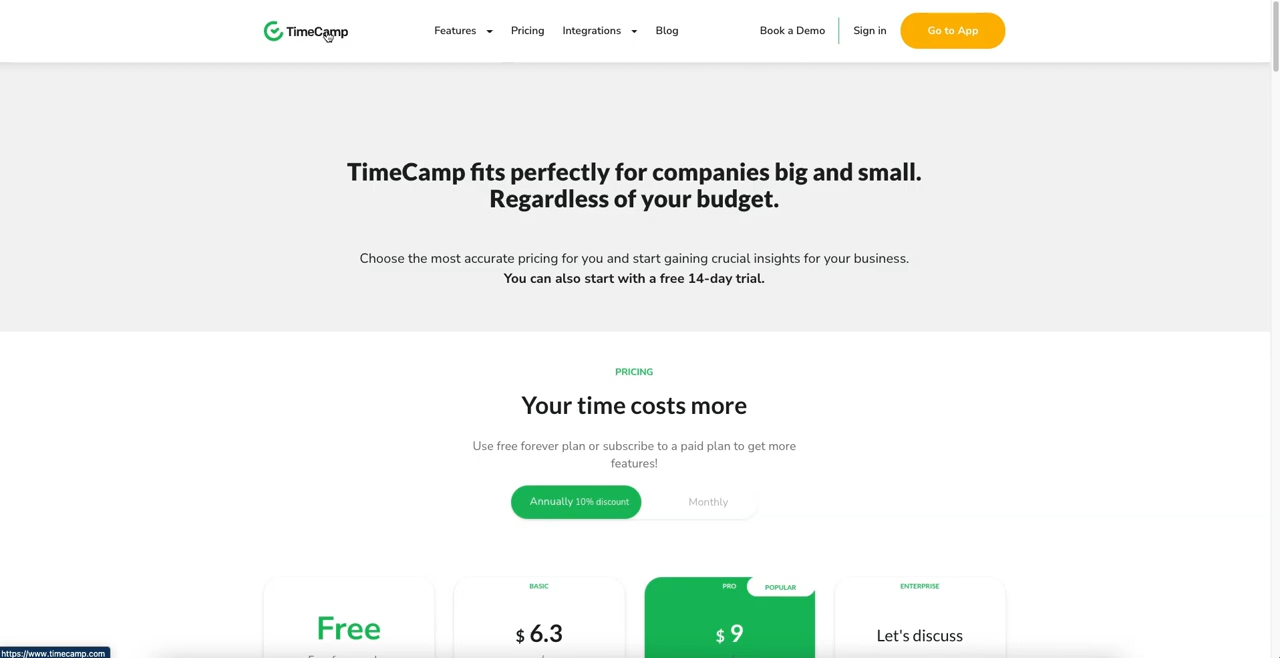 TimeCamp
Features
Pricing
Integrations
Blog
Book a Demo
Sign in
Go to App
TimeCamp fits perfectly for companies big and small.
Regardless of your budget.
Choose the most accurate pricing for you and start gaining crucial insights for your business.
You can also start with a free 14-day trial.
PRICING
Your time costs more
Use free forever plan or subscribe to a paid plan to get more
features!
Annually 10% discount
Monthly
Free
BASIC
$ 6.3
PRO
POPULAR
$ 9
ENTERPRISE
Let's discuss
https://www.timecamp.com